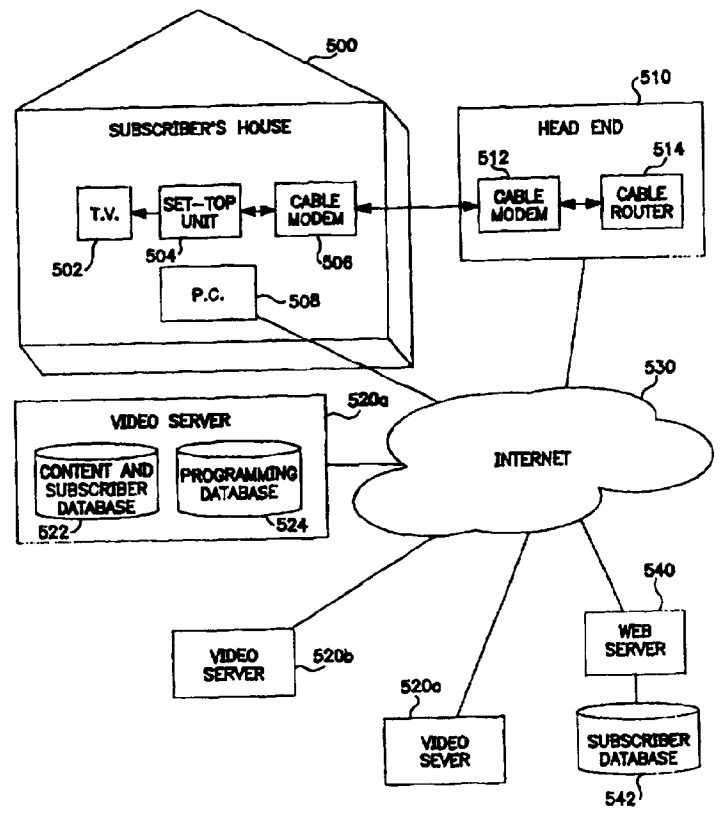 500
SUBSCRIBER'S HOUSE
T.V.
502
SET-TOP
UNIT
504
CABLE
MODEM
506
P.C.
508
510
HEAD END
512
CABLE
MODEM
514
CABLE
ROUTER
520a
VIDEO SERVER
CONTENT AND
SUBSCRIBER
DATABASE
522
PROGRAMMING
DATABASE
524
530
INTERNET
VIDEO
SERVER
520b
520c
VIDEO
SEVER
540
WEB
SERVER
SUBSCRIBER
DATABASE
542